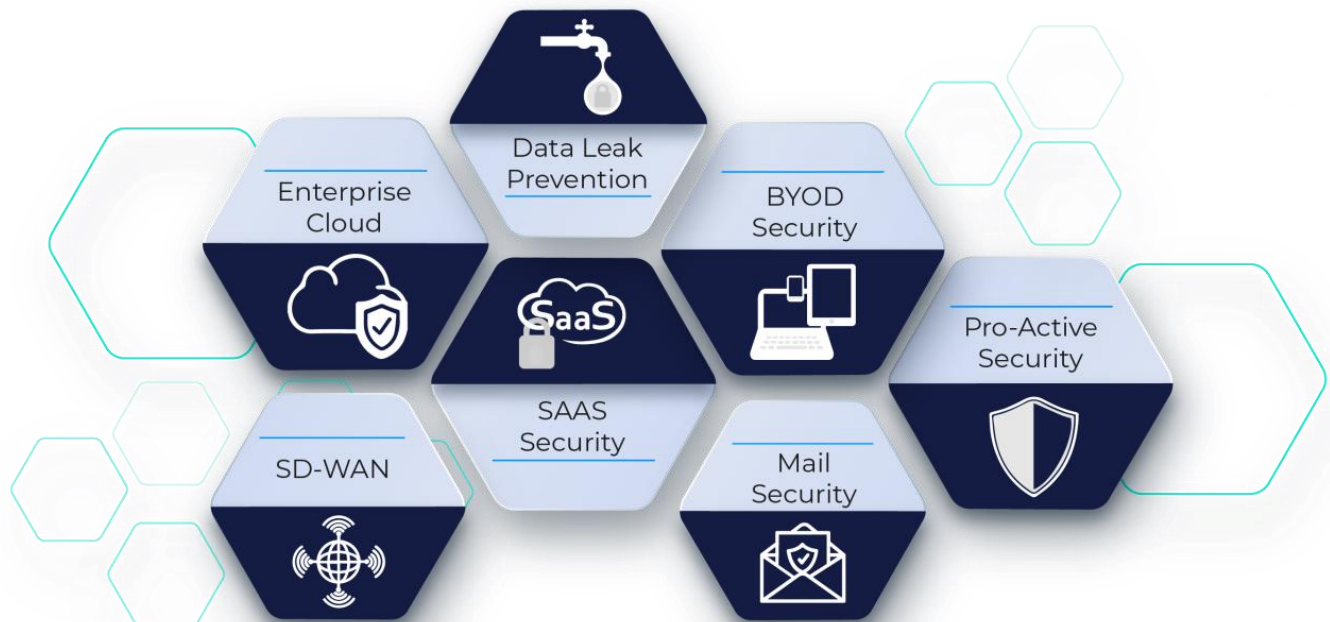 Data Leak
Prevention
Enterprise
Cloud
BYOD
Security
SaaS
SAAS
Security
Pro-Active
Security
SD-WAN
Mail
Security